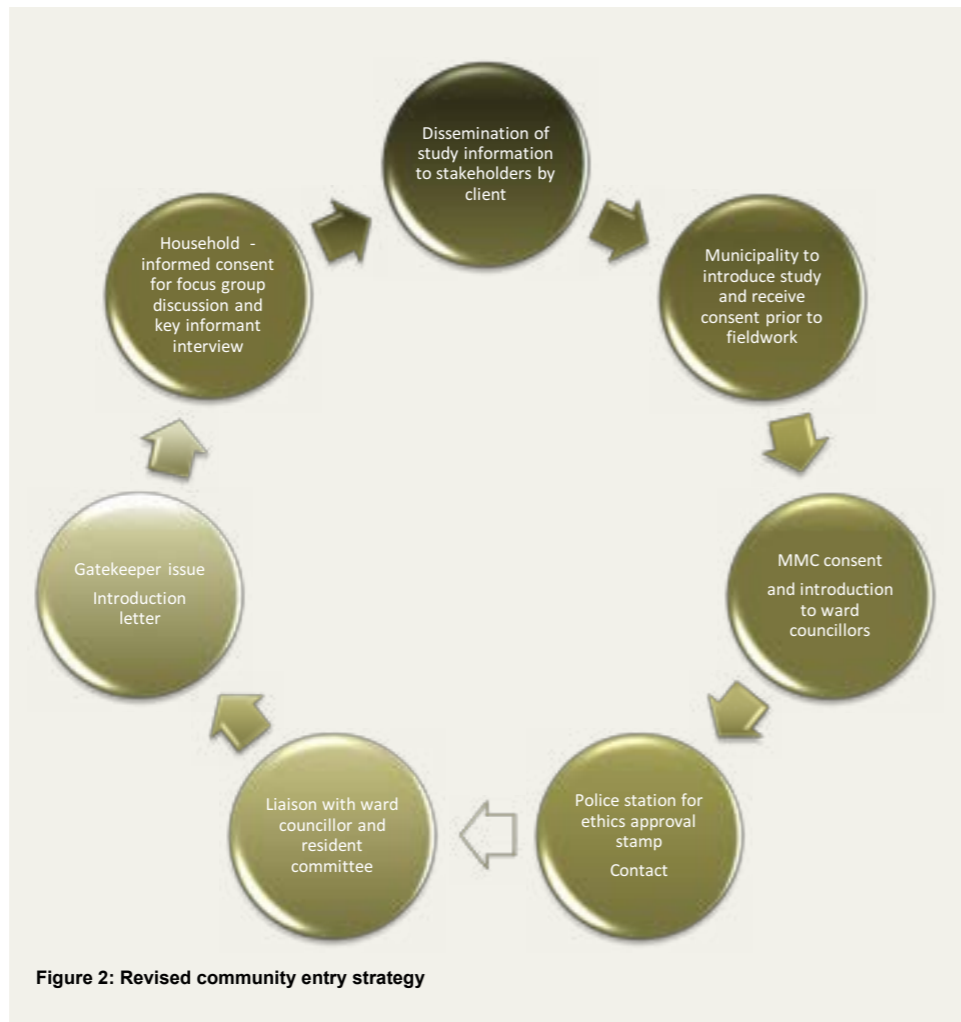 Dissemination of
study information
to stakeholders by
client
Municipality to
introduce study
and receive
consent prior to
fieldwork
MMC consent
and introduction
to ward
councillors
Police station for
ethics approval
stamp
Contact
Liaison with ward
councillor and
resident
committee
Gatekeeper issue
Introduction
letter
Household -
informed consent
for focus group
discussion and
key informant
interview
Figure 2: Revised community entry strategy